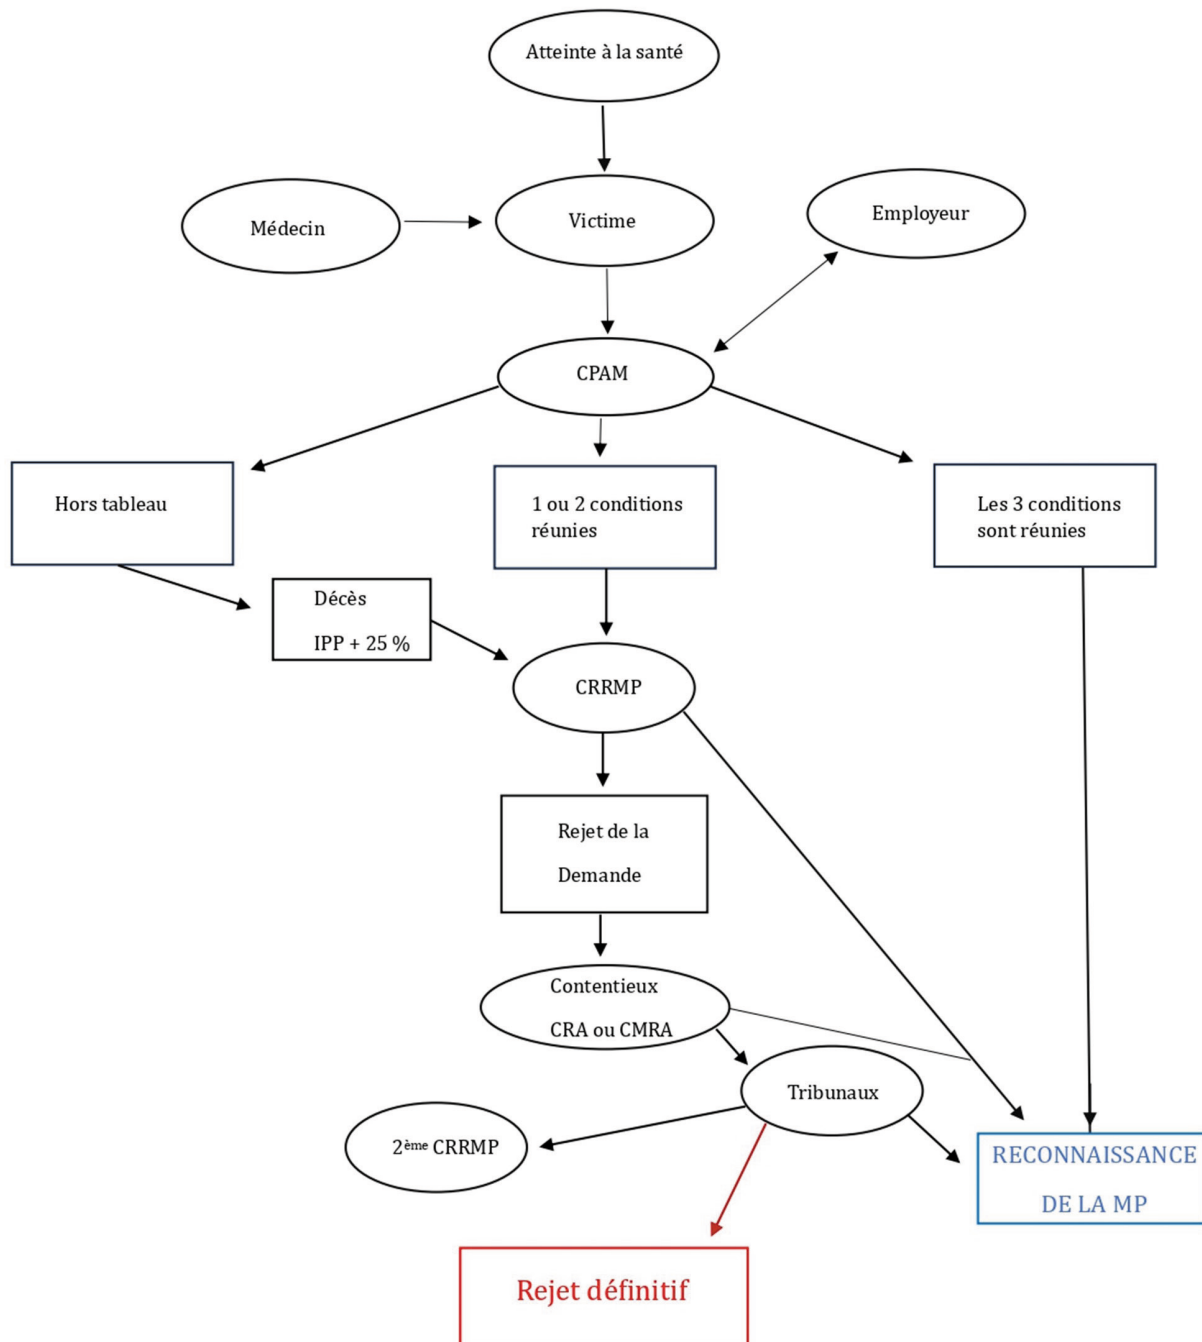 Atteinte à la santé
Médecin
Victime
Employeur
CPAM
Hors tableau
1 ou 2 conditions
réunies
Les 3 conditions
sont réunies
Décès
IPP + 25 %
CRRMP
Rejet de la
Demande
Contentieux
CRA ou CMRA
Tribunaux
2ème CRRMP
RECONNAISSANCE
DE LA MP
Rejet définitif